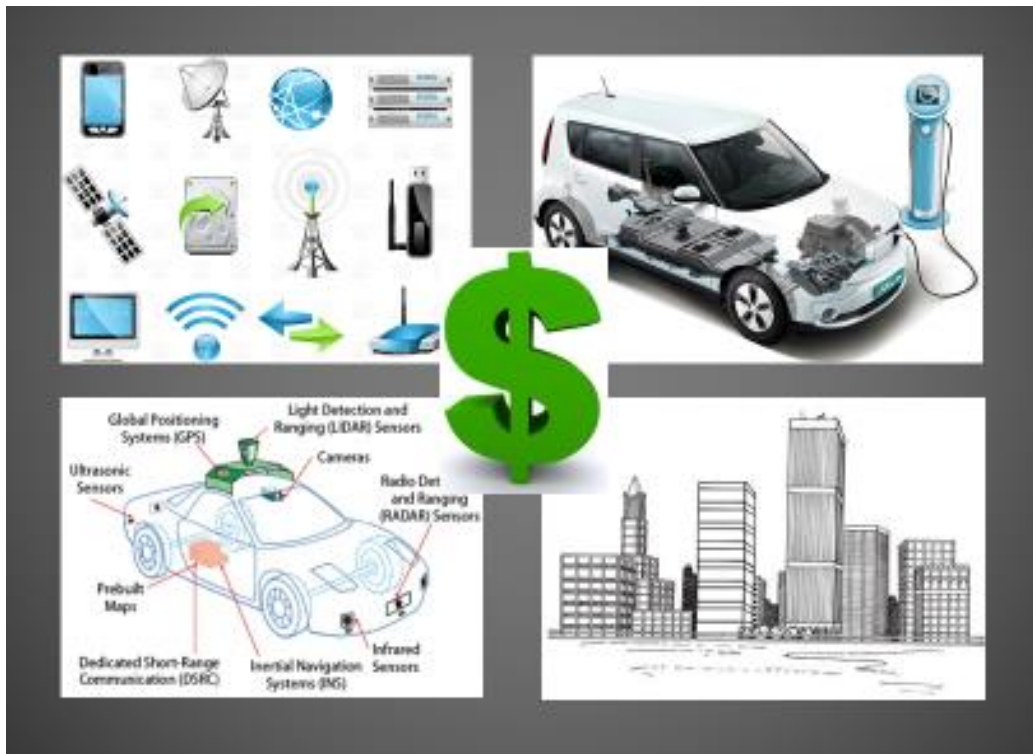 Light Detection and
Ranging (LIDAR) Sensors
Global Positioning
Systems (GPS)
Cameras
Ultrasonic
Sensors
Radio Det
and Ranging
(RADAR) Sensors
Prebuilt
Maps
Infrared
Sensors
Dedicated Short-Range
Communication (DSRC)
Inertial Navigation
Systems (INS)
$